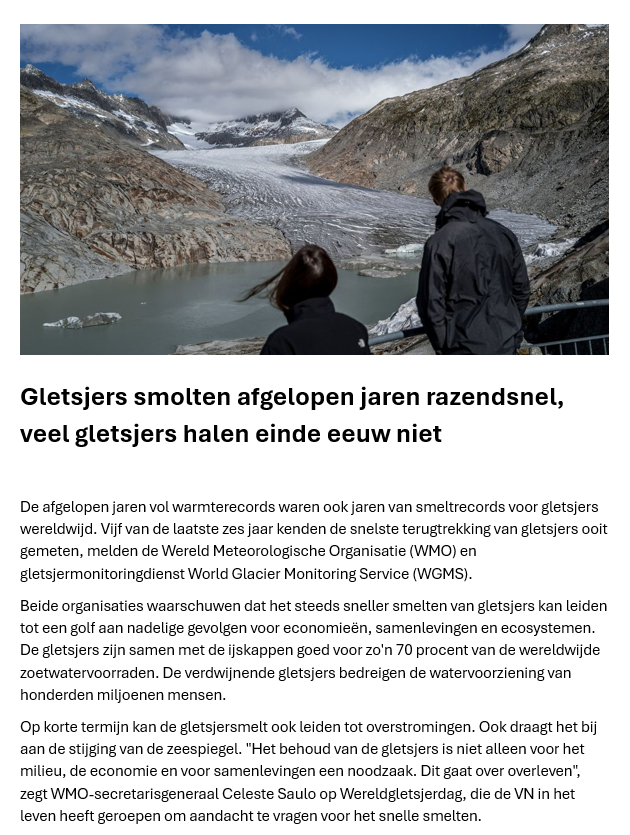 Gletsjers smolten afgelopen jaren razendsnel,
veel gletsjers halen einde eeuw niet
De afgelopen jaren vol warmterecords waren ook jaren van smeltrecords voor gletsjers
wereldwijd. Vijf van de laatste zes jaar kenden de snelste terugtrekking van gletsjers ooit
gemeten, melden de Wereld Meteorologische Organisatie (WMO) en
gletsjermonitoringdienst World Glacier Monitoring Service (WGMS).
Beide organisaties waarschuwen dat het steeds sneller smelten van gletsjers kan leiden
tot een golf aan nadelige gevolgen voor economieën, samenlevingen en ecosystemen.
De gletsjers zijn samen met de ijskappen goed voor zo'n 70 procent van de wereldwijde
zoetwatervoorraden. De verdwijnende gletsjers bedreigen de watervoorziening van
honderden miljoenen mensen.
Op korte termijn kan de gletsjersmelt ook leiden tot overstromingen. Ook draagt het bij
aan de stijging van de zeespiegel. "Het behoud van de gletsjers is niet alleen voor het
milieu, de economie en voor samenlevingen een noodzaak. Dit gaat over overleven",
zegt WMO-secretarisgeneraal Celeste Saulo op Wereldgletsjerdag, die de VN in het
leven heeft geroepen om aandacht te vragen voor het snelle smelten.